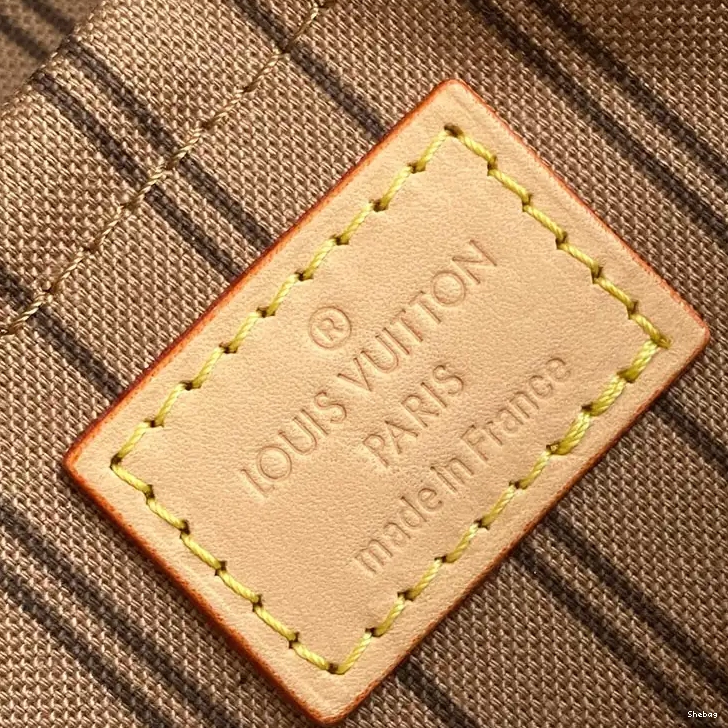 ®
LOUIS VUITTON
PARIS
made in France
Shebag